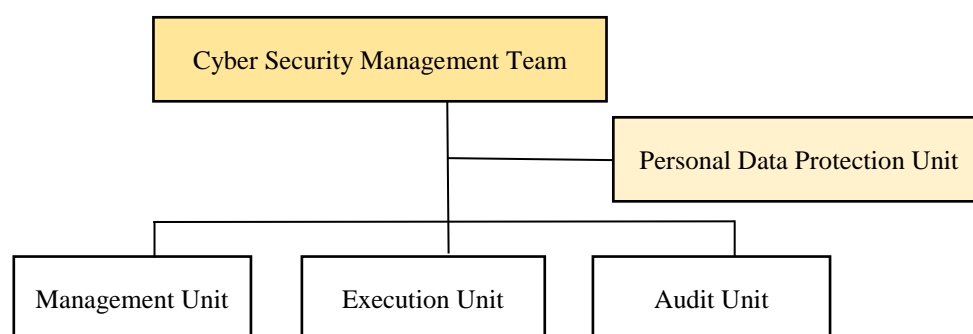 Cyber Security Management Team
Personal Data Protection Unit
Management Unit
Execution Unit
Audit Unit